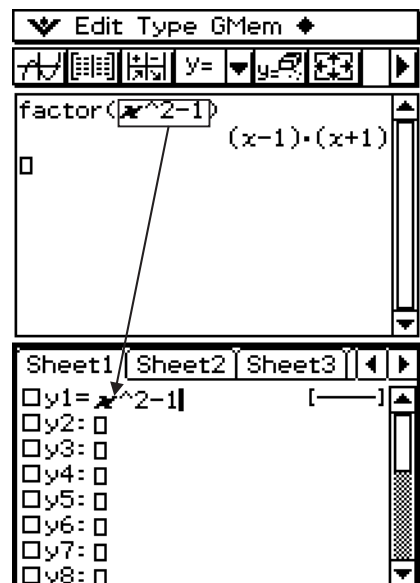 Edit Type GMem
y=
factor(x^2-1)
(x-1)·(x+1)
Sheet1 Sheet2 Sheet3
y1=x^2-1 [—]
y2:
y3:
y4:
y5:
y6:
y7:
y8: